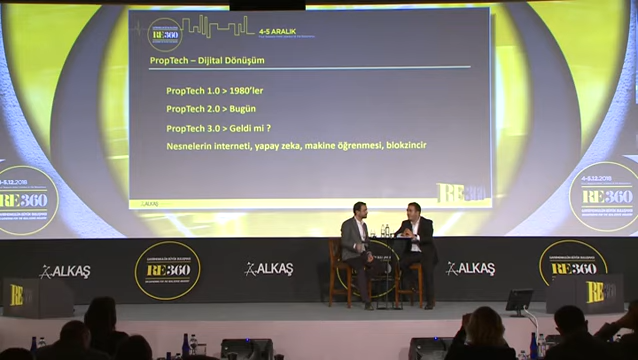 RE360
4-5 ARALIK
PropTech – Dijital Dönüşüm
PropTech 1.0 > 1980'ler
PropTech 2.0 > Bugün
PropTech 3.0 > Geldi mi ?
Nesnelerin interneti, yapay zeka, makine öğrenmesi, blokzincir
ALKAŞ
RE360
4-5.12.2018
RE360
4-5.12.2018
RE360
ALKAŞ
RE360
ALKAŞ
ALKAŞ
RE360
RE
RE360